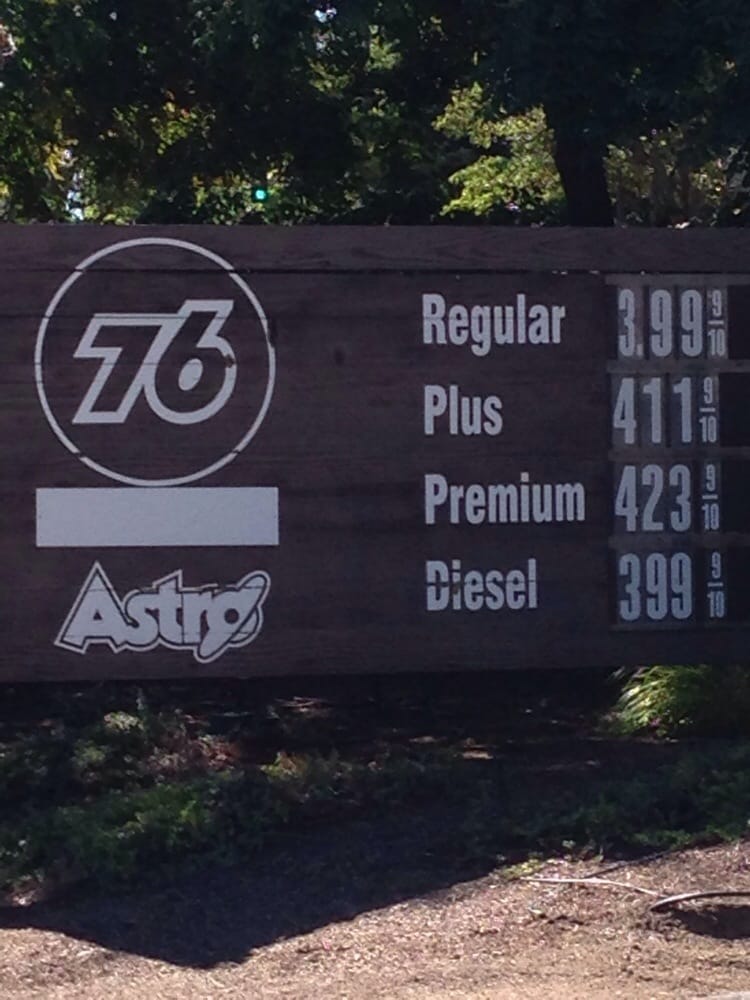 76
Astro
Regular 3.99 9/10
Plus 411 9/10
Premium 423 9/10
Diesel 399 9/10